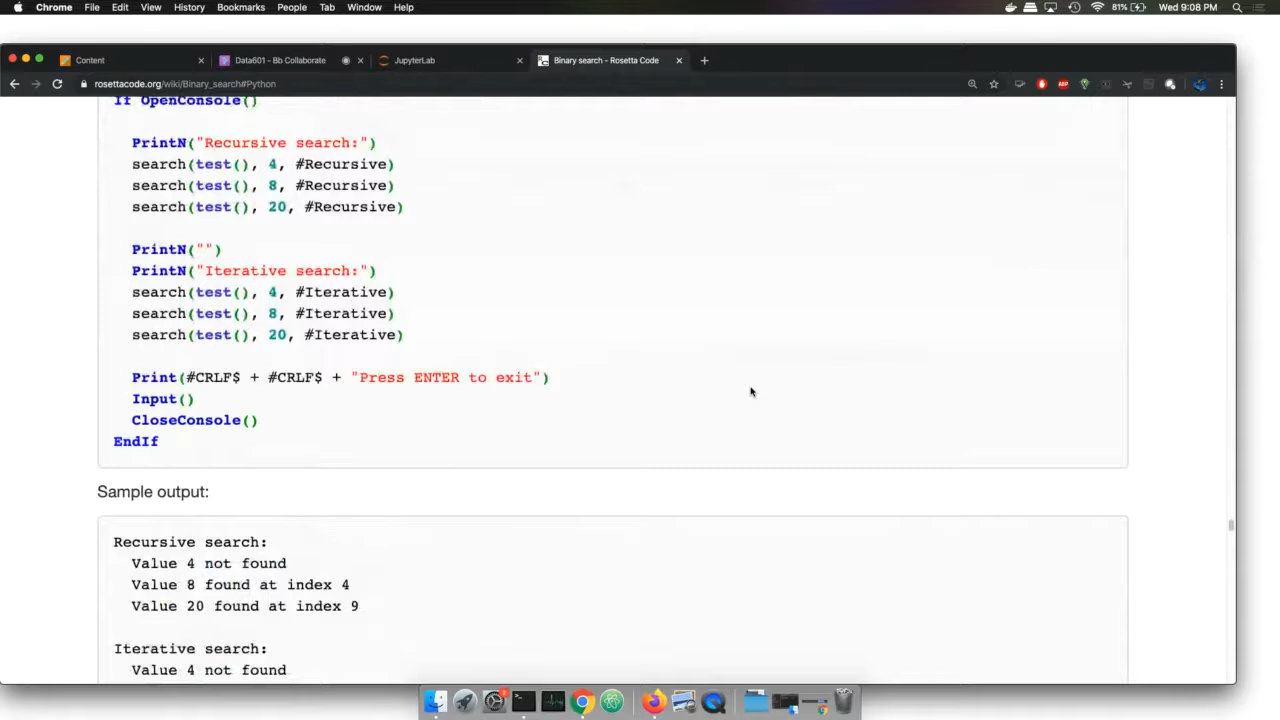 Chrome File Edit View History Bookmarks People Tab Window Help 81% Wed 9:08 PM
Content Data601 - Bb Collaborate JupyterLab Binary search - Rosetta Code
rosettacode.org/wiki/Binary_search#Python
If OpenConsole()
PrintN("Recursive search:")
search(test(), 4, #Recursive)
search(test(), 8, #Recursive)
search(test(), 20, #Recursive)
PrintN("")
PrintN("Iterative search:")
search(test(), 4, #Iterative)
search(test(), 8, #Iterative)
search(test(), 20, #Iterative)
Print(#CRLF$ + #CRLF$ + "Press ENTER to exit")
Input()
CloseConsole()
EndIf
Sample output:
Recursive search:
Value 4 not found
Value 8 found at index 4
Value 20 found at index 9
Iterative search:
Value 4 not found